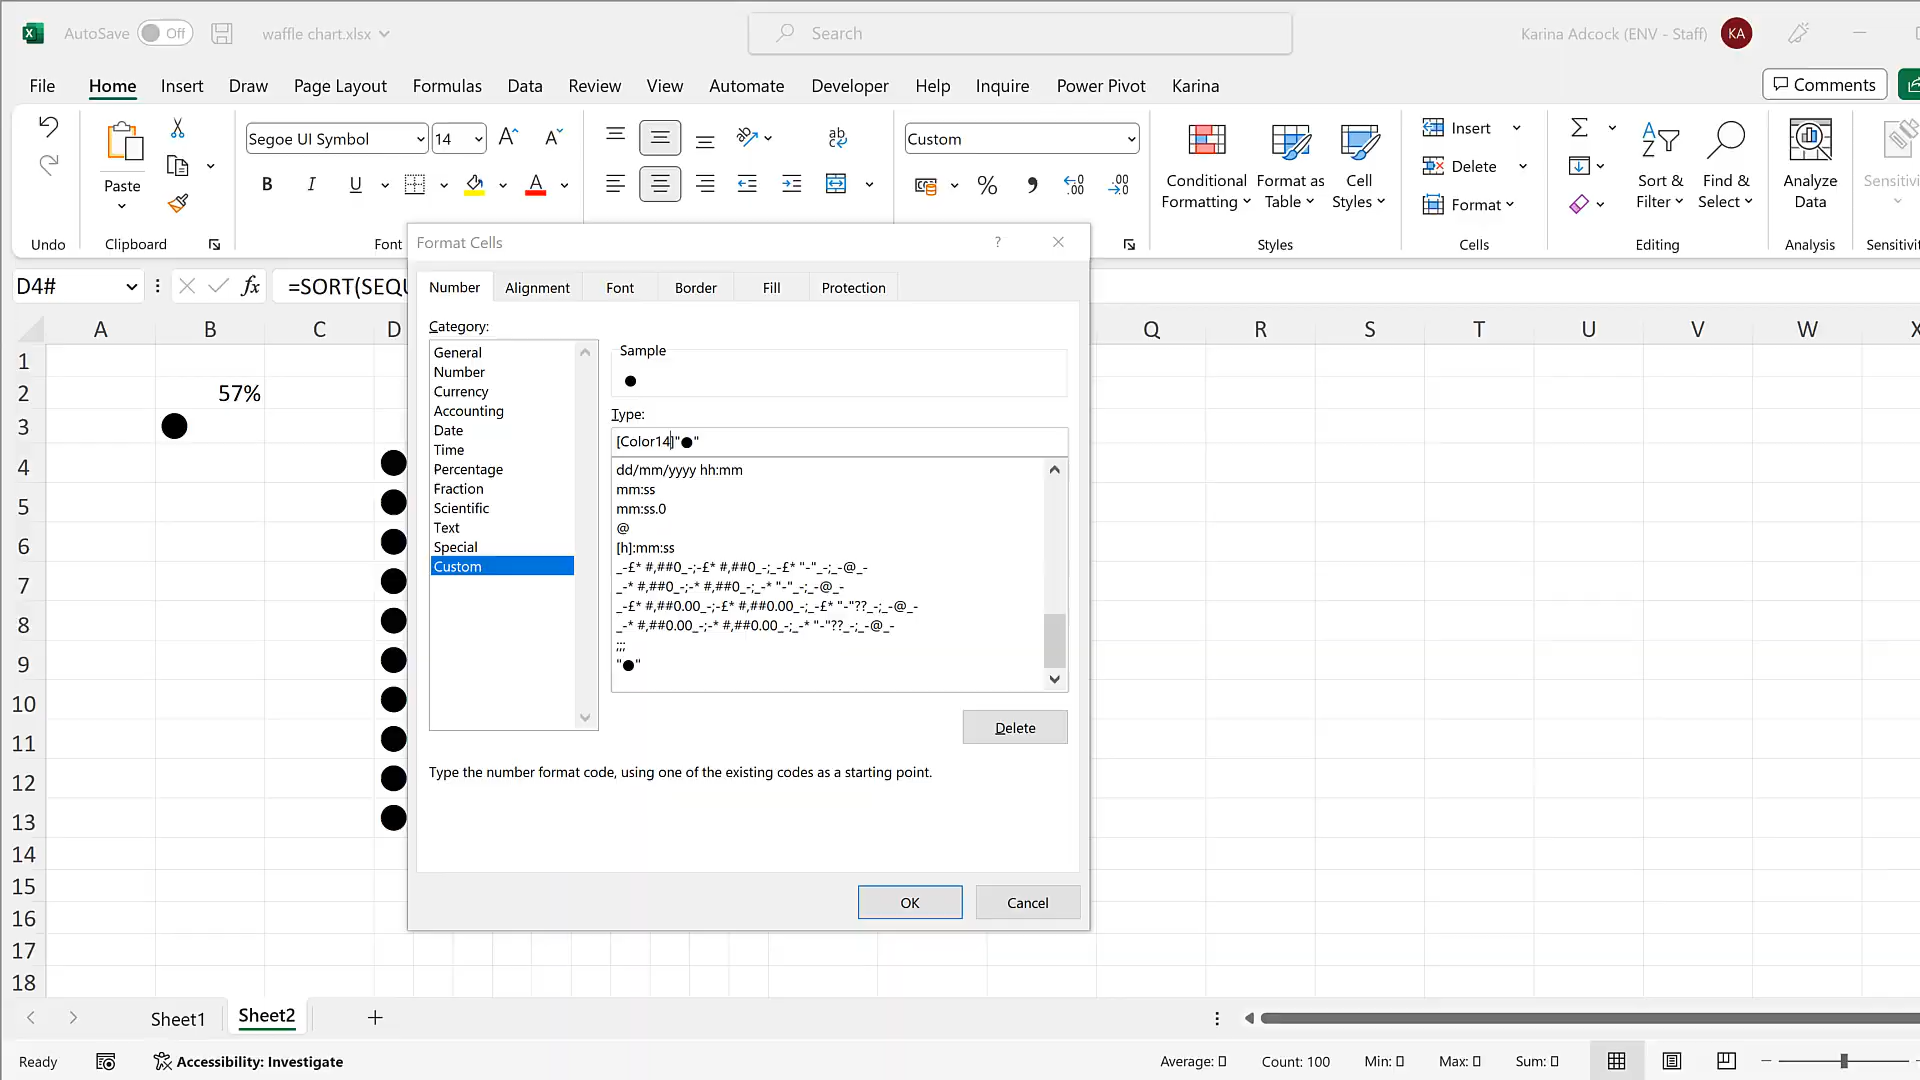 AutoSave Off waffle chart.xlsx Search Karina Adcock (ENV - Staff) KA
File Home Insert Draw Page Layout Formulas Data Review View Automate Developer Help Inquire Power Pivot Karina Comments
Segoe UI Symbol 14 Custom
Paste
B I U A
Undo Clipboard Font
ab
%
Conditional Formatting
Format as Table
Cell Styles
Styles
Insert
Delete
Format
Cells
Sort & Filter
Find & Select
Editing
Analyze Data
Analysis
Sensitivi
Sensitivi
D4# fx =SORT(SEQU
A B C D Q R S T U V W X
1
2 57%
3 ●
4 ●
5 ●
6 ●
7 ●
8 ●
9 ●
10 ●
11 ●
12 ●
13 ●
14
15
16
17
18
Format Cells ?
Number Alignment Font Border Fill Protection
Category:
General
Number
Currency
Accounting
Date
Time
Percentage
Fraction
Scientific
Text
Special
Custom
Sample
●
Type:
[Color14]"●"
dd/mm/yyyy hh:mm
mm:ss
mm:ss.0
@
[h]:mm:ss
_-£* #,##0_-;-£* #,##0_-;_-£* "-"_-;_-@_-
_-* #,##0_-;-* #,##0_-;_-* "-"_-;_-@_-
_-£* #,##0.00_-;-£* #,##0.00_-;_-£* "-"??_-;_-@_-
_-* #,##0.00_-;-* #,##0.00_-;_-* "-"??_-;_-@_-
;;;
"●"
Delete
Type the number format code, using one of the existing codes as a starting point.
OK Cancel
Sheet1 Sheet2
Ready Accessibility: Investigate Average: Count: 100 Min: Max: Sum: